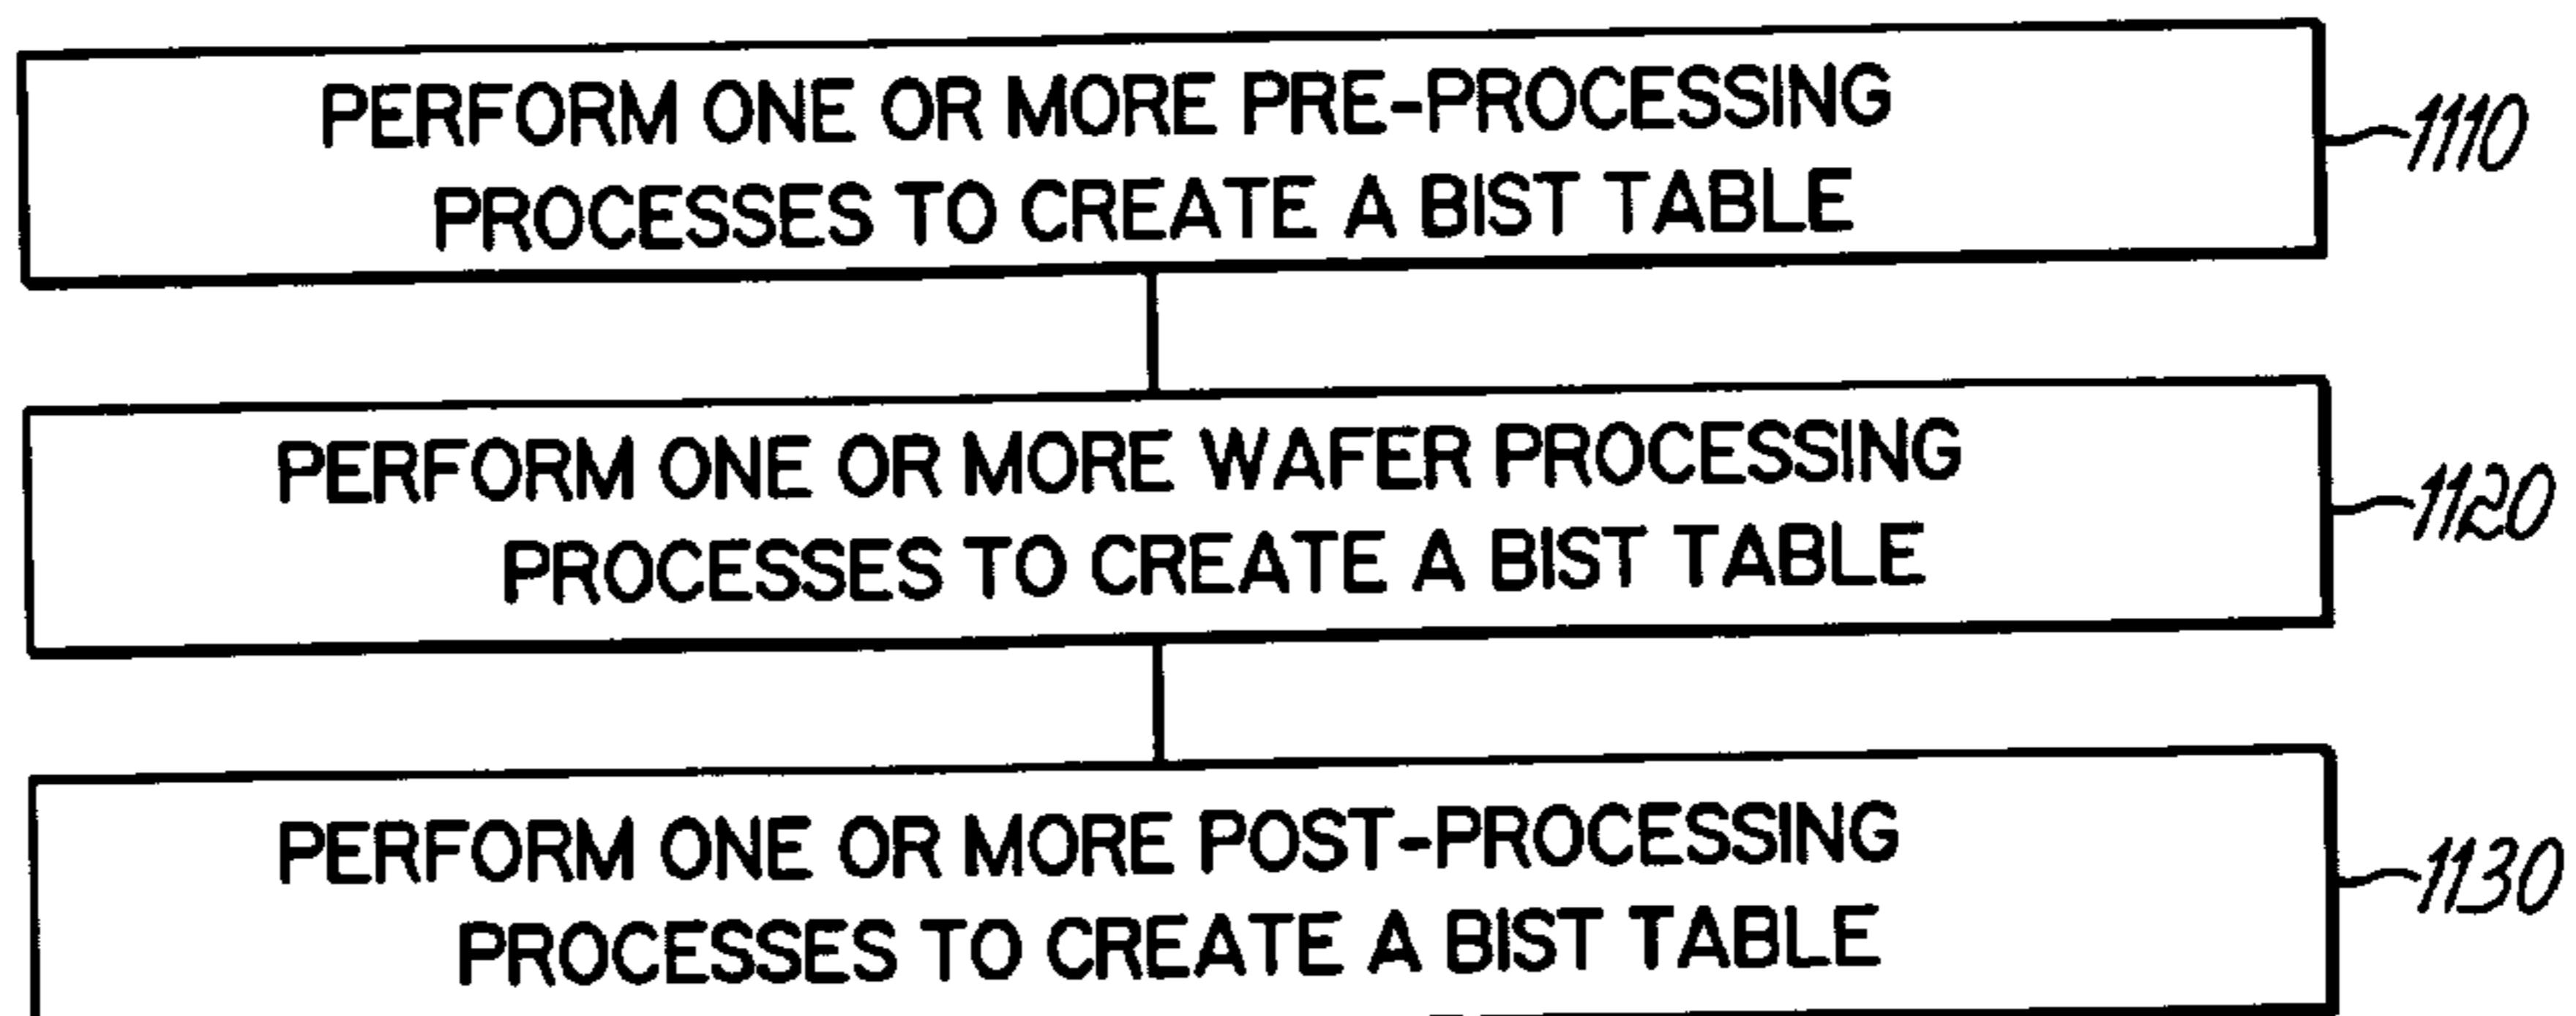 PERFORM ONE OR MORE PRE-PROCESSING
PROCESSES TO CREATE A BIST TABLE
1110
PERFORM ONE OR MORE WAFER PROCESSING
PROCESSES TO CREATE A BIST TABLE
1120
PERFORM ONE OR MORE POST-PROCESSING
PROCESSES TO CREATE A BIST TABLE
1130